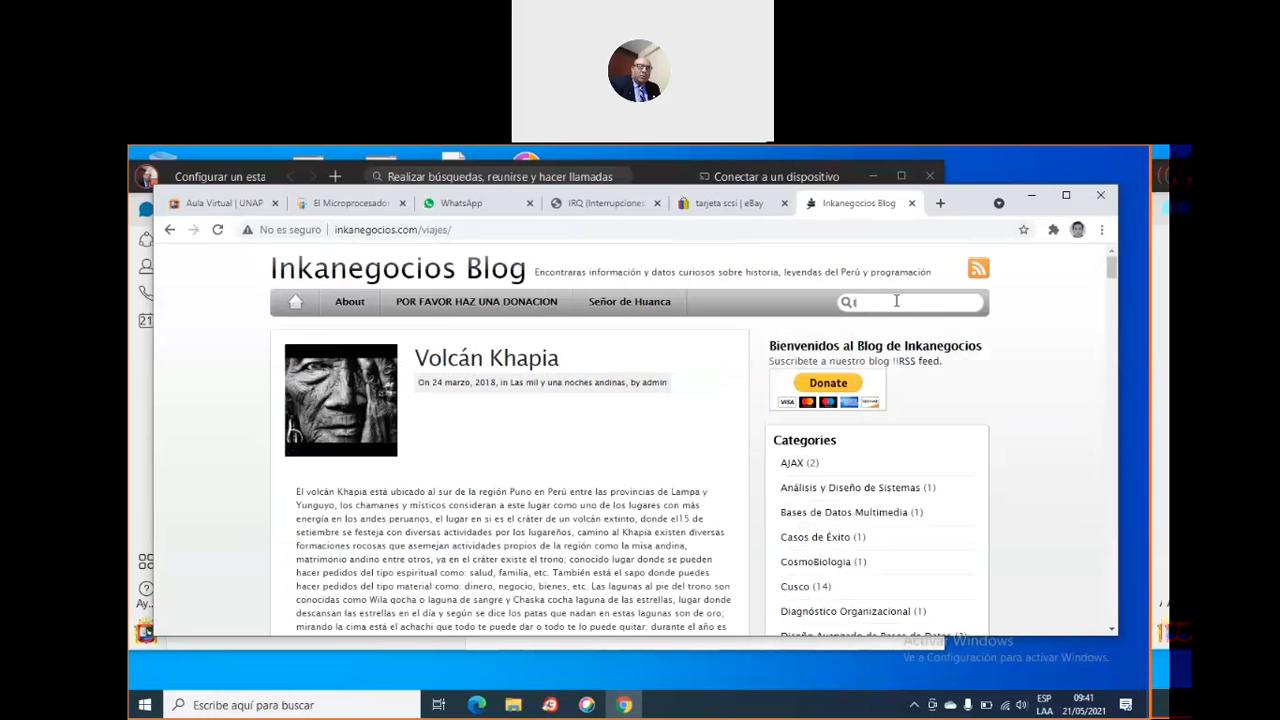 Configurar un esta
Realizar búsquedas, reunirse y hacer llamadas
Conectar a un dispositivo
Aula Virtual | UNAP
El Microprocesado
WhatsApp
IRQ (Interrupciones
tarjeta scsi | eBay
Inkanegocios Blog
No es seguro
inkanegocios.com/viajes/
Inkanegocios Blog
Encontraras información y datos curiosos sobre historia, leyendas del Perú y programación
About
POR FAVOR HAZ UNA DONACION
Señor de Huanca
21
Volcán Khapia
On 24 marzo, 2018, in Las mil y una noches andinas, by admin
El volcán Khapia está ubicado al sur de la región Puno en Perú entre las provincias de Lampa y
Yunguyo, los chamanes y místicos consideran a este lugar como uno de los lugares con más
energía en los andes peruanos, el lugar en si es el cráter de un volcán extinto, donde el15 de
setiembre se festeja con diversas actividades por los lugareños, camino al Khapia existen diversas
formaciones rocosas que asemejan actividades propios de la región como la misa andina,
matrimonio andino entre otros, ya en el cráter existe el trono; conocido lugar donde se pueden
hacer pedidos del tipo espiritual como: salud, familia, etc. También está el sapo donde puedes
hacer pedidos del tipo material como: dinero, negocio, bienes, etc. Las lagunas al pie del trono son
conocidas como Wila qocha o laguna de sangre y Chaska cocha laguna de las estrellas, lugar donde
descansan las estrellas en el día y según se dice los patas que nadan en estas lagunas son de oro;
mirando la cima está el achachi que todo te puede dar o todo te lo puede quitar; durante el año es
Bienvenidos al Blog de Inkanegocios
Suscribete a nuestro blog !!RSS feed.
Donate
VISA
Categories
AJAX (2)
Análisis y Diseño de Sistemas (1)
Bases de Datos Multimedia (1)
Casos de Éxito (1)
CosmoBiologia (1)
Cusco (14)
Diagnóstico Organizacional (1)
Diseño Avanzado de Bases de Datos
Ay...
Activar Windows
Ve a Configuración para activar Windows.
Escribe aquí para buscar
ESP
LAA
09:41
21/05/2021